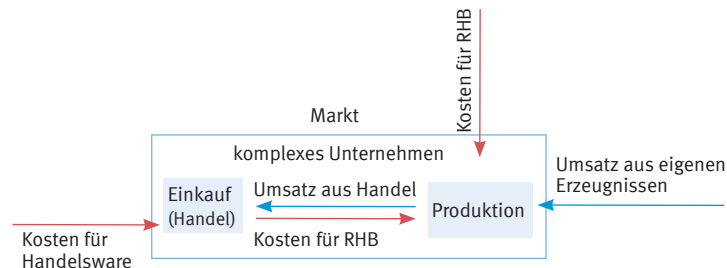 Kosten für RHB
Markt
komplexes Unternehmen
Einkauf
(Handel)
Umsatz aus Handel
Kosten für RHB
Produktion
Umsatz aus eigenen
Erzeugnissen
Kosten für
Handelsware